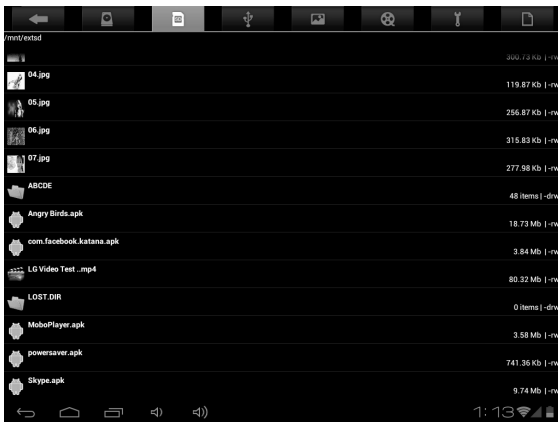 /mnt/extsd
300.73 Kb | -rw
04.jpg
119.87 Kb | -rw
05.jpg
256.87 Kb | -rw
06.jpg
315.83 Kb | -rw
07.jpg
277.98 Kb | -rw
ABCDE
48 items | -drw
Angry Birds.apk
18.73 Mb | -rw
com.facebook.katana.apk
3.84 Mb | -rw
LG Video Test ..mp4
80.32 Mb | -rw
LOST.DIR
0 items | -drw
MoboPlayer.apk
3.58 Mb | -rw
powersaver.apk
741.36 Kb | -rw
Skype.apk
9.74 Mb | -rw
1:13